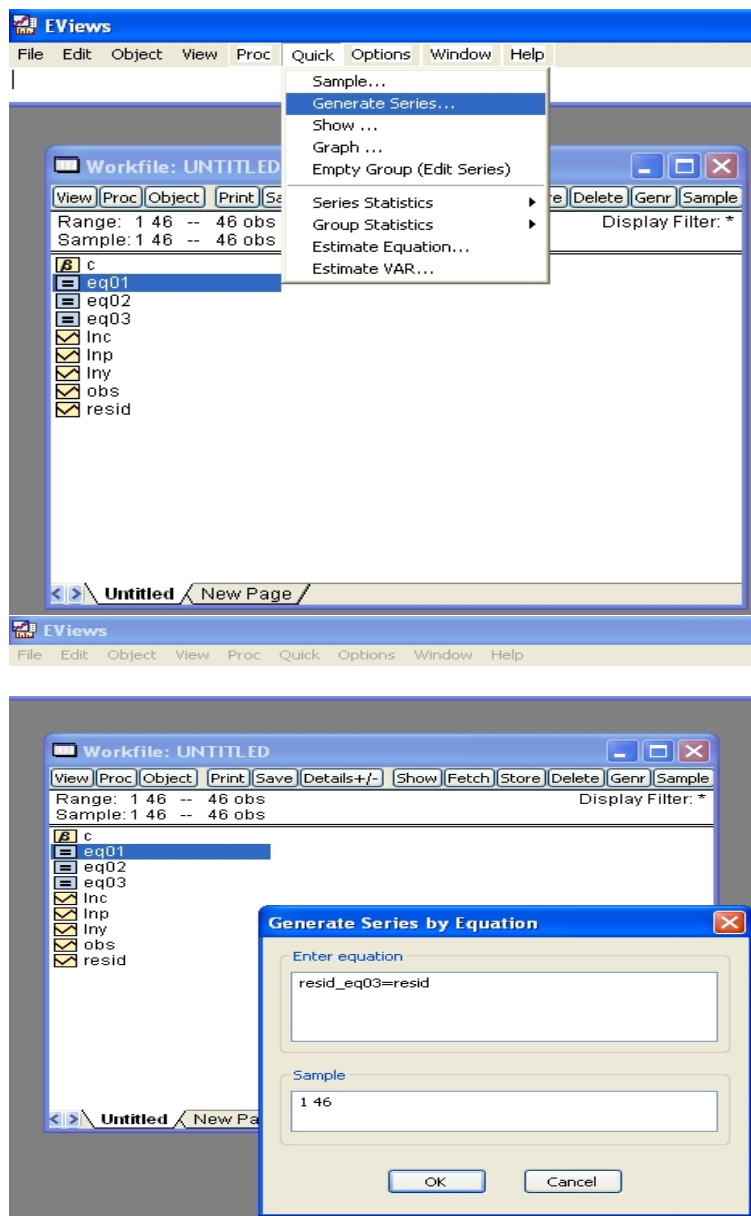 EViews
File Edit Object View Proc Quick Options Window Help
Sample...
Generate Series...
Show ...
Graph ...
Empty Group (Edit Series)
Series Statistics
Group Statistics
Estimate Equation...
Estimate VAR...
Workfile: UNTITLED
View Proc Object Print Delete Genr Sample
Range: 1 46 -- 46 obs Display Filter: *
Sample: 1 46 -- 46 obs
β c
= eq01
= eq02
= eq03
lnc
lnp
lny
obs
resid
< > Untitled New Page
EViews
File Edit Object View Proc Quick Options Window Help
Workfile: UNTITLED
View Proc Object Print Save Details+/- Show Fetch Store Delete Genr Sample
Range: 1 46 -- 46 obs Display Filter: *
Sample: 1 46 -- 46 obs
β c
= eq01
= eq02
= eq03
lnc
lnp
lny
obs
resid
< > Untitled New Pa
Generate Series by Equation
Enter equation
resid_eq03=resid
Sample
1 46
OK Cancel